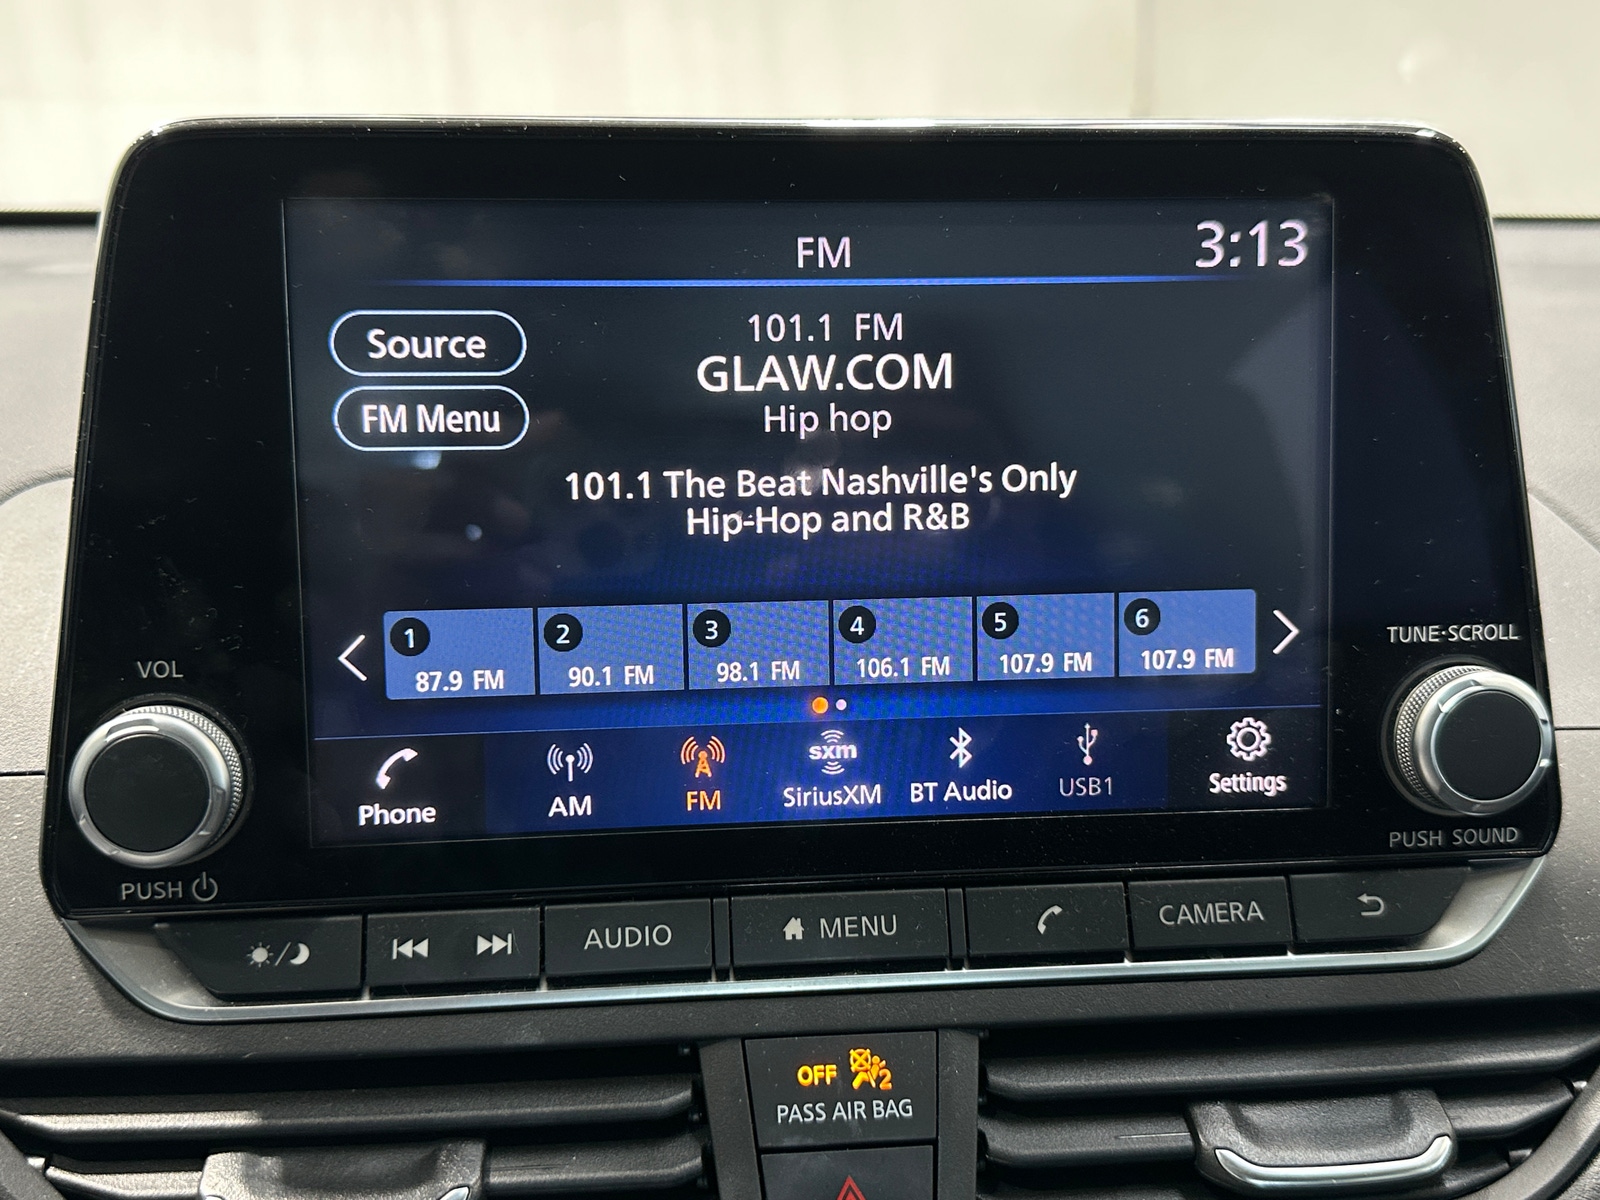 FM
3:13
Source
101.1 FM
GLAW.COM
FM Menu
Hip hop
101.1 The Beat Nashville's Only
Hip-Hop and R&B
1
87.9 FM
2
90.1 FM
3
98.1 FM
4
106.1 FM
5
107.9 FM
6
107.9 FM
VOL
TUNE·SCROLL
Phone
AM
FM
sxm
SiriusXM
BT Audio
USB1
Settings
PUSH
PUSH SOUND
AUDIO
MENU
CAMERA
OFF 2
PASS AIR BAG